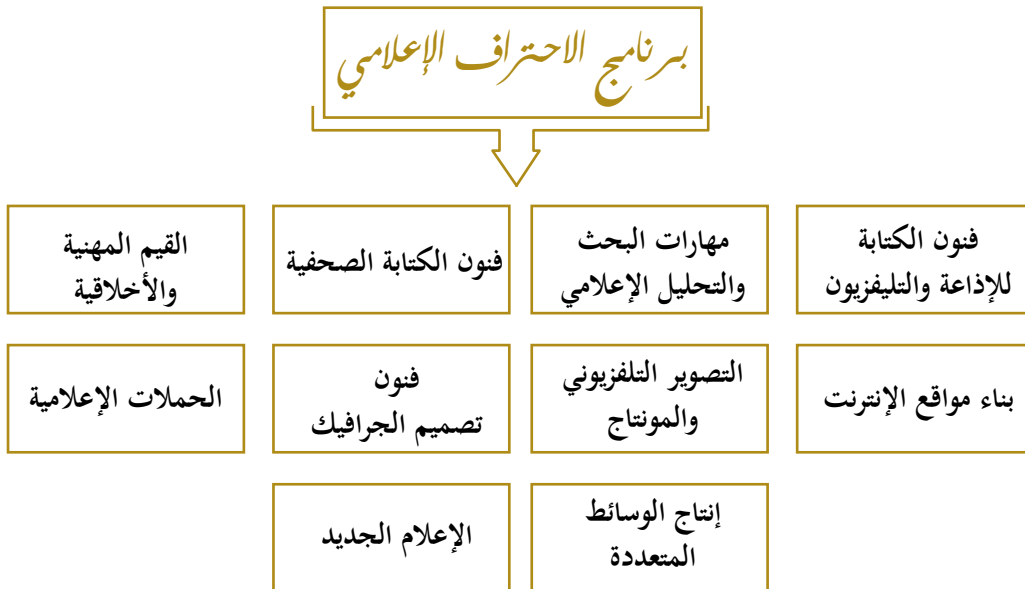 برنامج الاحتراف الإعلامي
فنون الكتابة
للإذاعة والتليفزيون
مهارات البحث
والتحليل الإعلامي
فنون الكتابة الصحفية
القيم المهنية
والأخلاقية
بناء مواقع الإنترنت
التصوير التلفزيوني
والمونتاج
فنون
تصميم الجرافيك
الحملات الإعلامية
إنتاج الوسائط
المتعددة
الإعلام الجديد